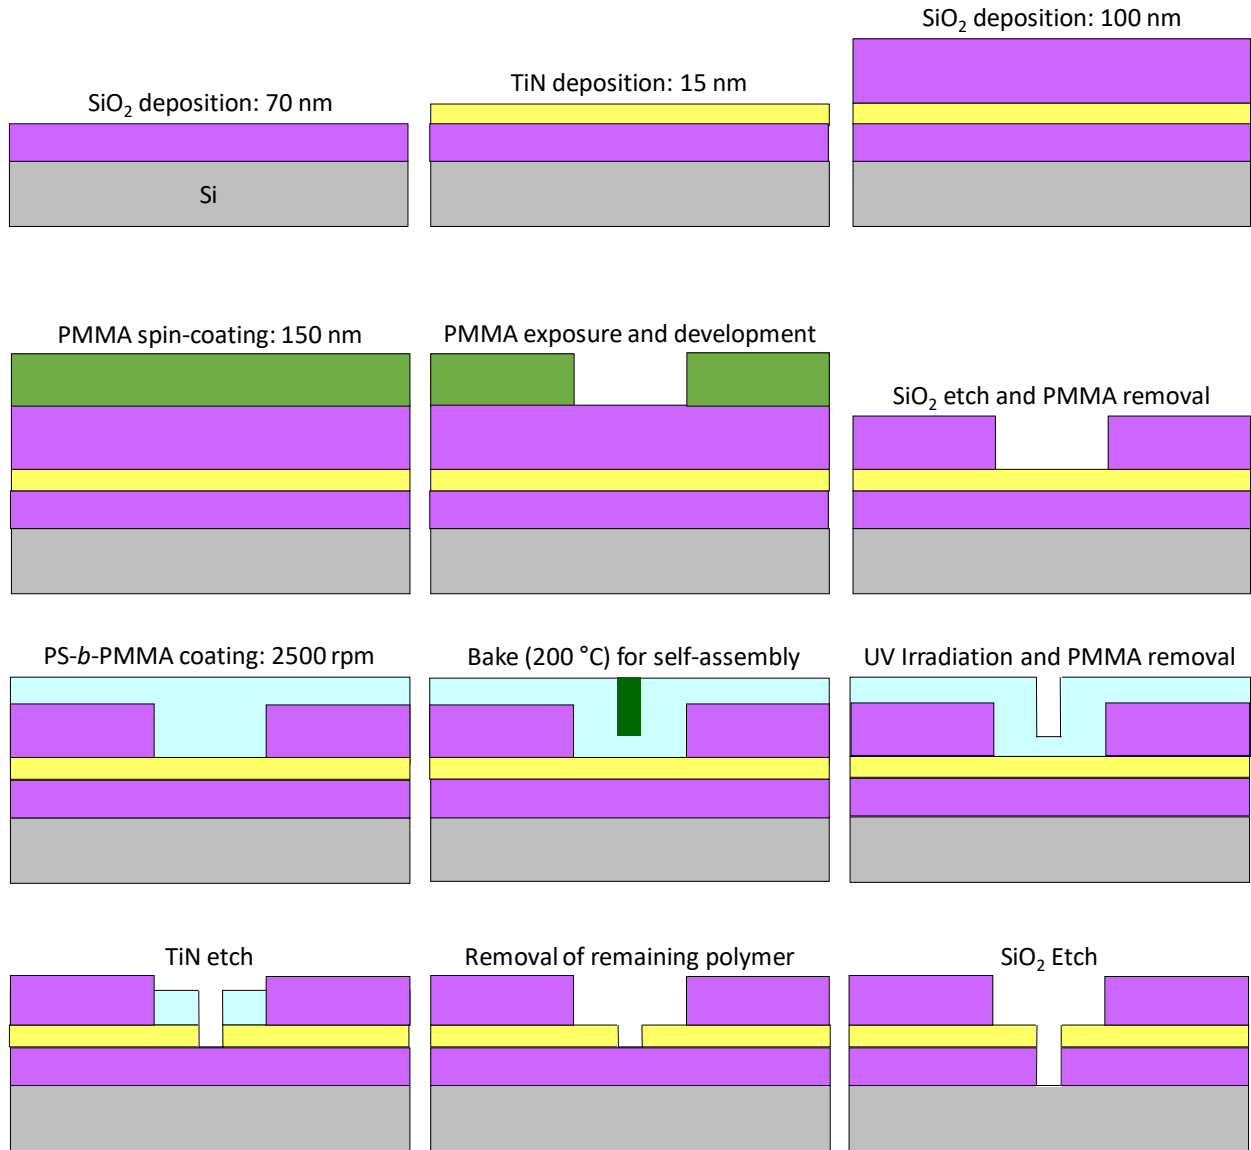 SiO₂ deposition: 70 nm
Si
TiN deposition: 15 nm
SiO₂ deposition: 100 nm
PMMA spin-coating: 150 nm
PMMA exposure and development
SiO₂ etch and PMMA removal
PS-b-PMMA coating: 2500 rpm
Bake (200 °C) for self-assembly
UV Irradiation and PMMA removal
TiN etch
Removal of remaining polymer
SiO₂ Etch